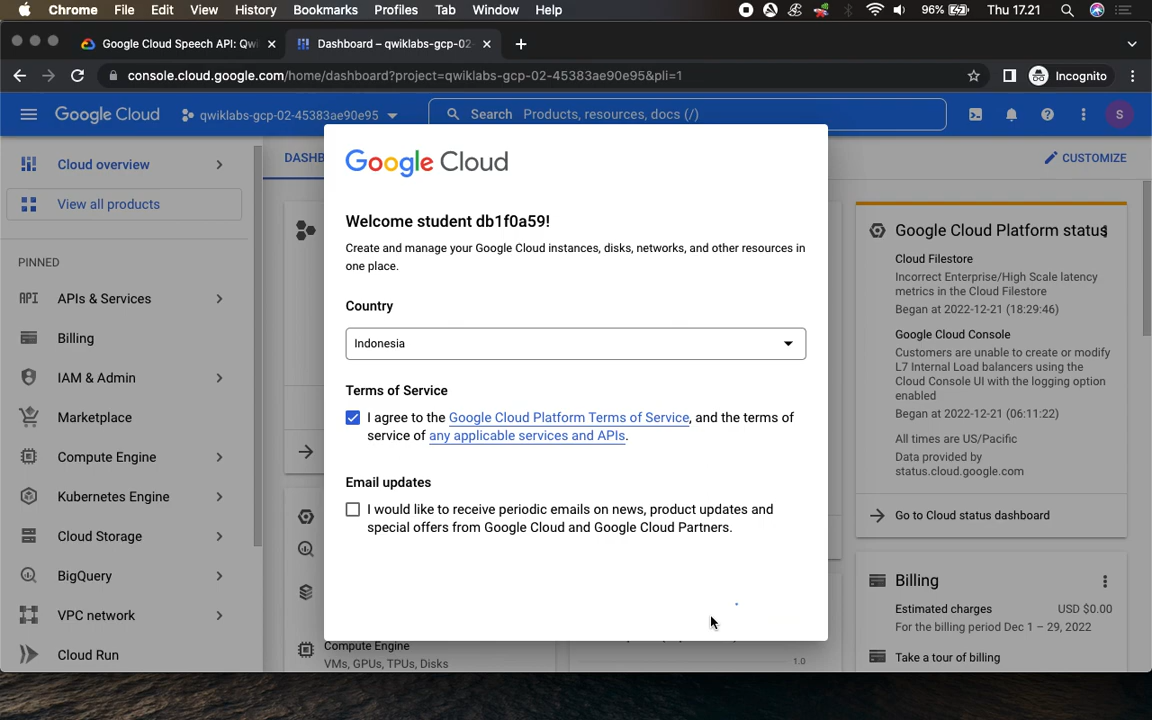 Chrome File Edit View History Bookmarks Profiles Tab Window Help 96% Thu 17.21
Google Cloud Speech API: Qw Dashboard – qwiklabs-gcp-02-
console.cloud.google.com/home/dashboard?project=qwiklabs-gcp-02-45383ae90e95&pli=1 Incognito
Google Cloud qwiklabs-gcp-02-45383ae90e95 Search Products, resources, docs (/) S
Cloud overview
View all products
PINNED
API APIs & Services
Billing
IAM & Admin
Marketplace
Compute Engine
Kubernetes Engine
Cloud Storage
BigQuery
VPC network
Cloud Run
DASHB
CUSTOMIZE
Google Cloud
Welcome student db1f0a59!
Create and manage your Google Cloud instances, disks, networks, and other resources in
one place.
Country
Indonesia
Terms of Service
I agree to the Google Cloud Platform Terms of Service, and the terms of
service of any applicable services and APIs.
Email updates
I would like to receive periodic emails on news, product updates and
special offers from Google Cloud and Google Cloud Partners.
Compute Engine
VMs, GPUs, TPUs, Disks
1.0
Google Cloud Platform status
Cloud Filestore
Incorrect Enterprise/High Scale latency
metrics in the Cloud Filestore
Began at 2022-12-21 (18:29:46)
Google Cloud Console
Customers are unable to create or modify
L7 Internal Load balancers using the
Cloud Console UI with the logging option
enabled
Began at 2022-12-21 (06:11:22)
All times are US/Pacific
Data provided by
status.cloud.google.com
Go to Cloud status dashboard
Billing
Estimated charges USD $0.00
For the billing period Dec 1 – 29, 2022
Take a tour of billing